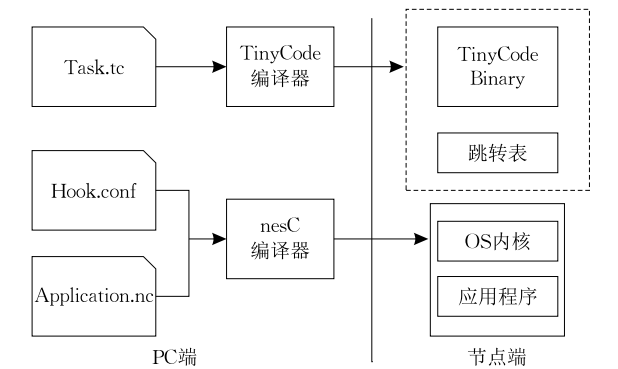 Task.tc
TinyCode
编译器
TinyCode
Binary
跳转表
Hook.conf
Application.nc
nesC
编译器
OS内核
应用程序
PC端
节点端